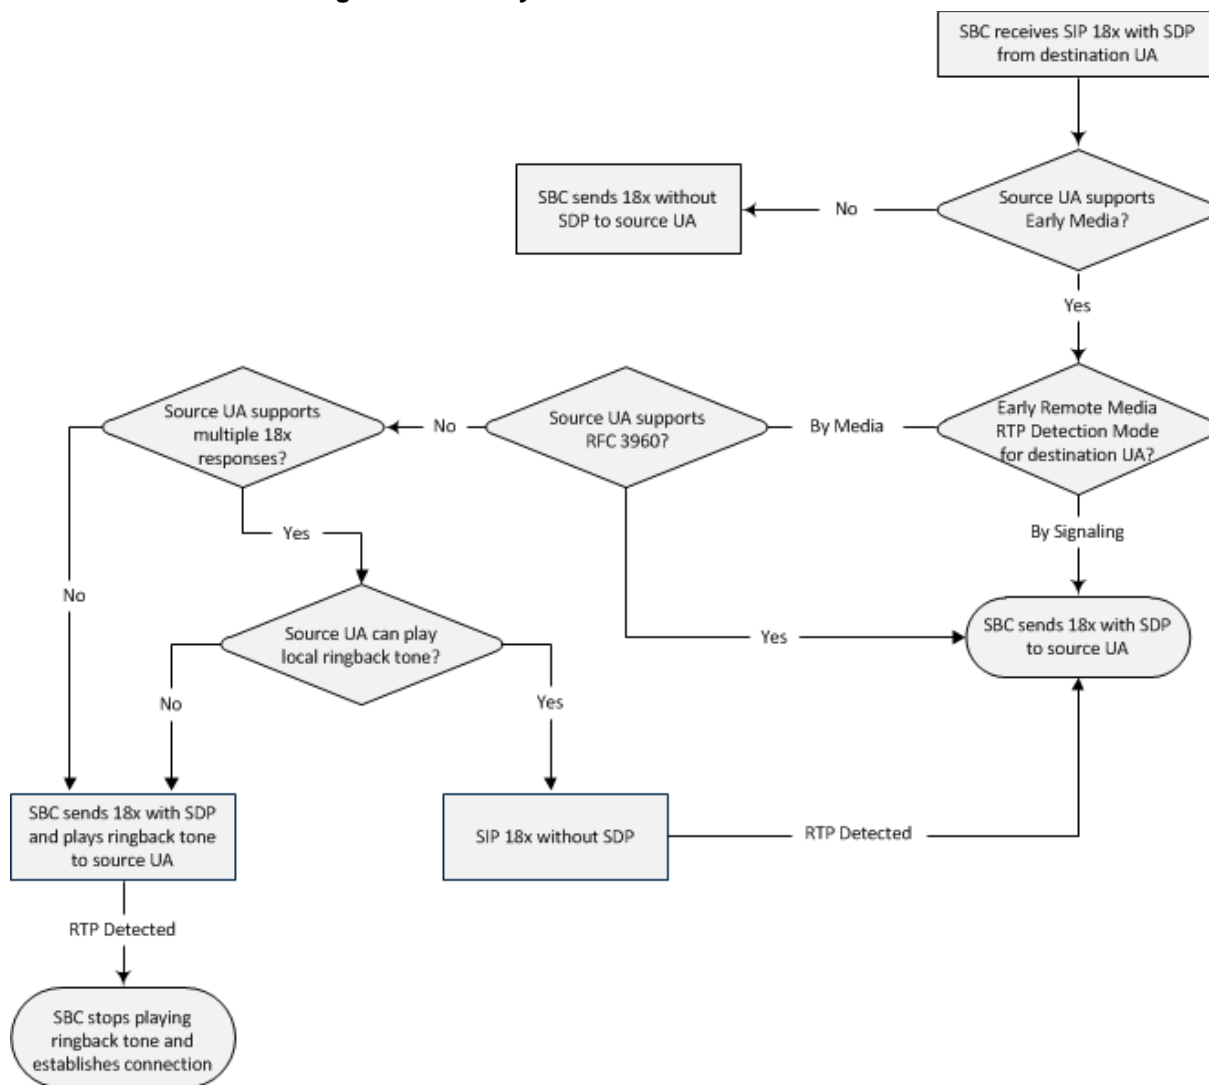 SBC receives SIP 18x with SDP
from destination UA
SBC sends 18x without
SDP to source UA
No
Source UA supports
Early Media?
Yes
Source UA supports
multiple 18x
responses?
No
Source UA supports
RFC 3960?
By Media
Early Remote Media
RTP Detection Mode
for destination UA?
Yes
By Signaling
No
Source UA can play
local ringback tone?
Yes
SBC sends 18x with SDP
to source UA
No
Yes
SBC sends 18x with SDP
and plays ringback tone
to source UA
SIP 18x without SDP
RTP Detected
RTP Detected
SBC stops playing
ringback tone and
establishes connection